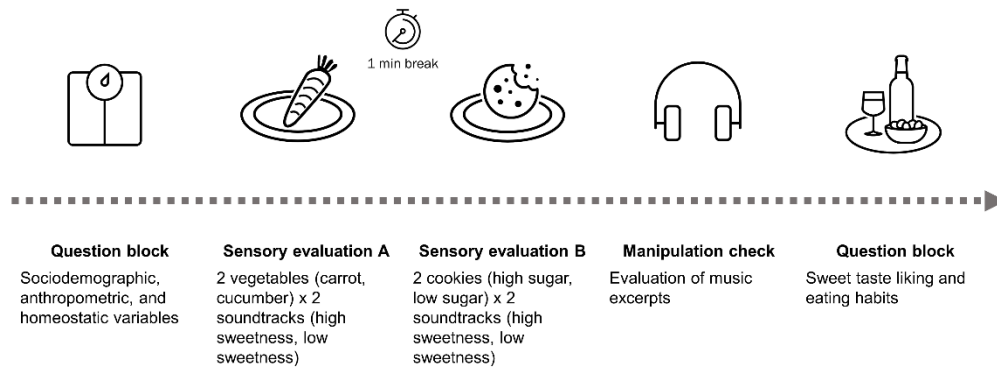 1 min break
Question block
Sociodemographic,
anthropometric, and
homeostatic variables
Sensory evaluation A
2 vegetables (carrot,
cucumber) x 2
soundtracks (high
sweetness, low
sweetness)
Sensory evaluation B
2 cookies (high sugar,
low sugar) x 2
soundtracks (high
sweetness, low
sweetness)
Manipulation check
Evaluation of music
excerpts
Question block
Sweet taste liking and
eating habits